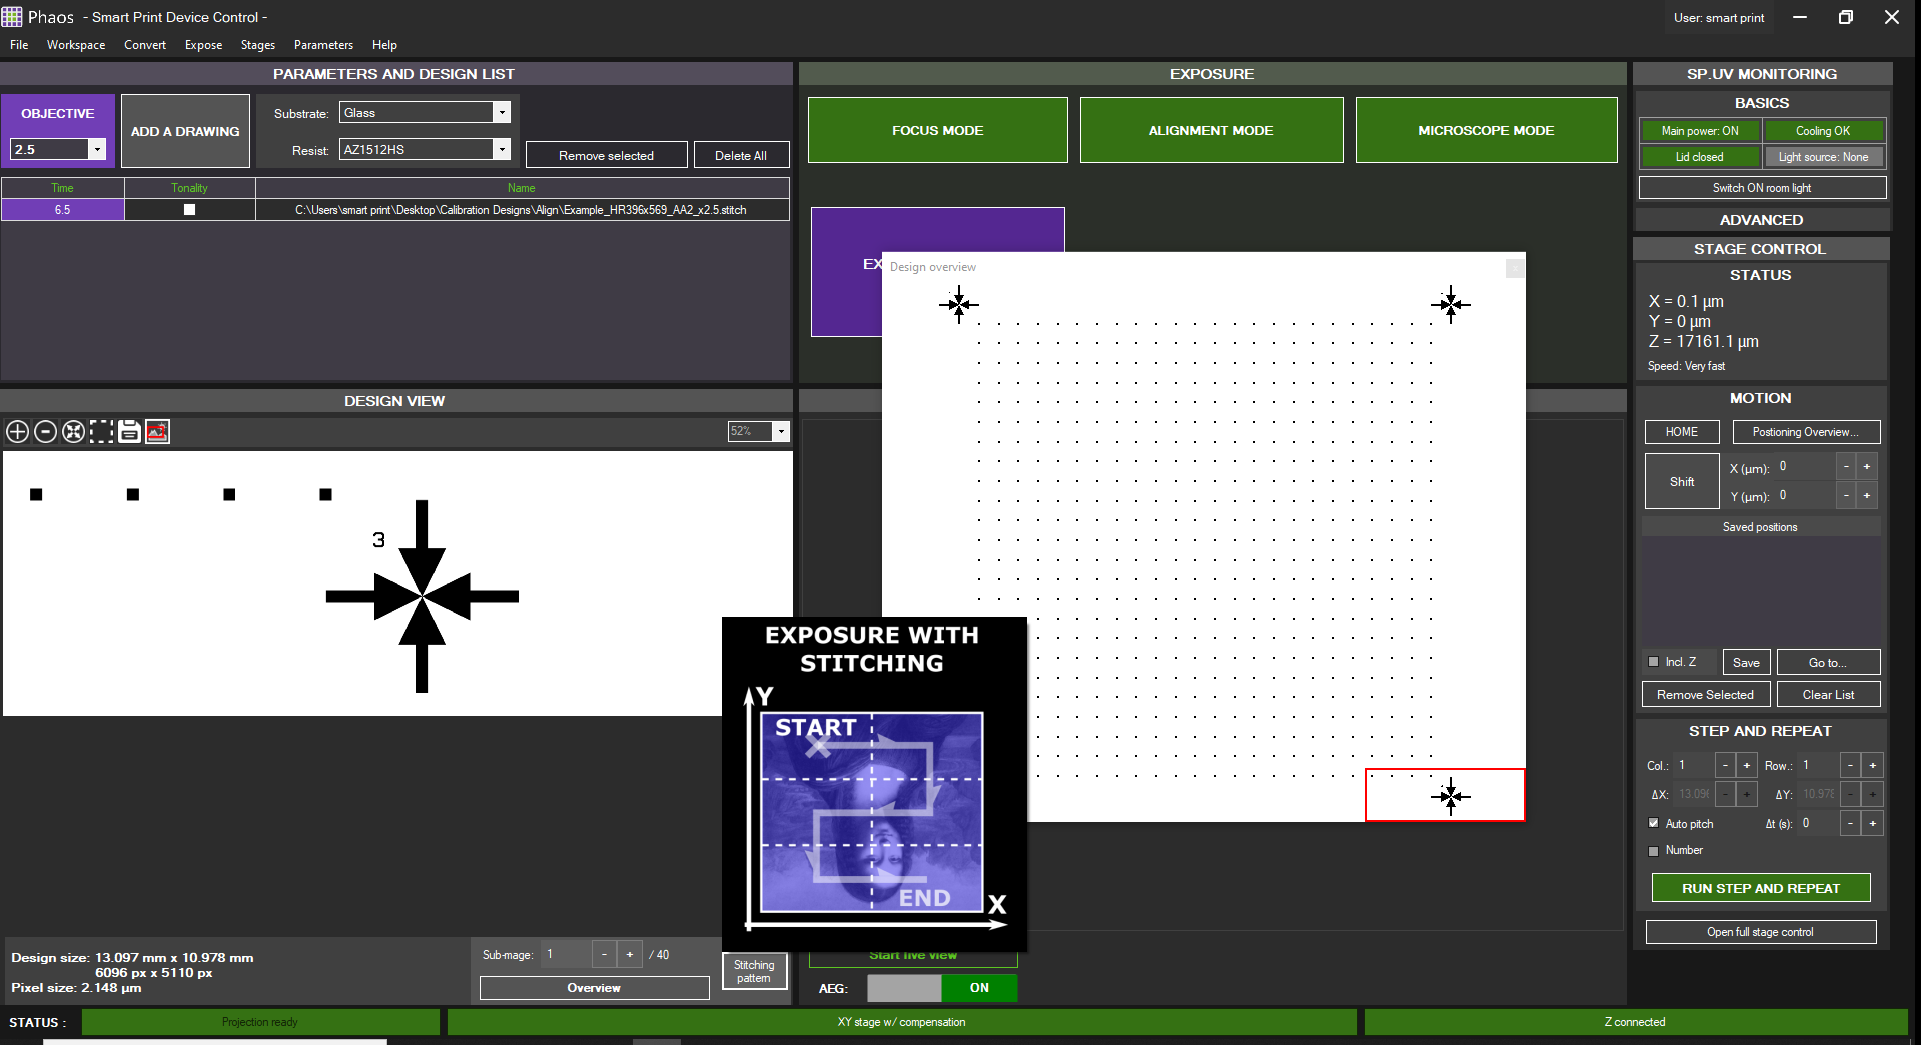 Phaos - Smart Print Device Control -
User: smart print
File Workspace Convert Expose Stages Parameters Help
PARAMETERS AND DESIGN LIST
OBJECTIVE
2.5
ADD A DRAWING
Substrate: Glass
Resist: AZ1512HS
Remove selected
Delete All
Time Tonality Name
6.5 C:\Users\smart print\Desktop\Calibration Designs\Align\Example_HR396x569_AA2_x2.5.stitch
DESIGN VIEW
52%
3
Design size: 13.097 mm x 10.978 mm
6096 px x 5110 px
Pixel size: 2.148 µm
Sub-mage: 1 - + / 40
Overview
Stitching
pattern
EXPOSURE
FOCUS MODE
ALIGNMENT MODE
MICROSCOPE MODE
EX
Design overview
EXPOSURE WITH
STITCHING
Y
START
END
X
Start live view
AEG: ON
SP.UV MONITORING
BASICS
Main power: ON
Cooling OK
Lid closed
Light source: None
Switch ON room light
ADVANCED
STAGE CONTROL
STATUS
X = 0.1 µm
Y = 0 µm
Z = 17161.1 µm
Speed: Very fast
MOTION
HOME
Postioning Overview...
Shift
X (µm): 0 - +
Y (µm): 0 - +
Saved positions
Incl. Z
Save
Go to...
Remove Selected
Clear List
STEP AND REPEAT
Col.: 1 - + Row.: 1 - +
ΔX: 13.09 - + ΔY: 10.978 - +
Auto pitch Δt (s): 0 - +
Number
RUN STEP AND REPEAT
Open full stage control
STATUS :
Projection ready
XY stage w/ compensation
Z connected